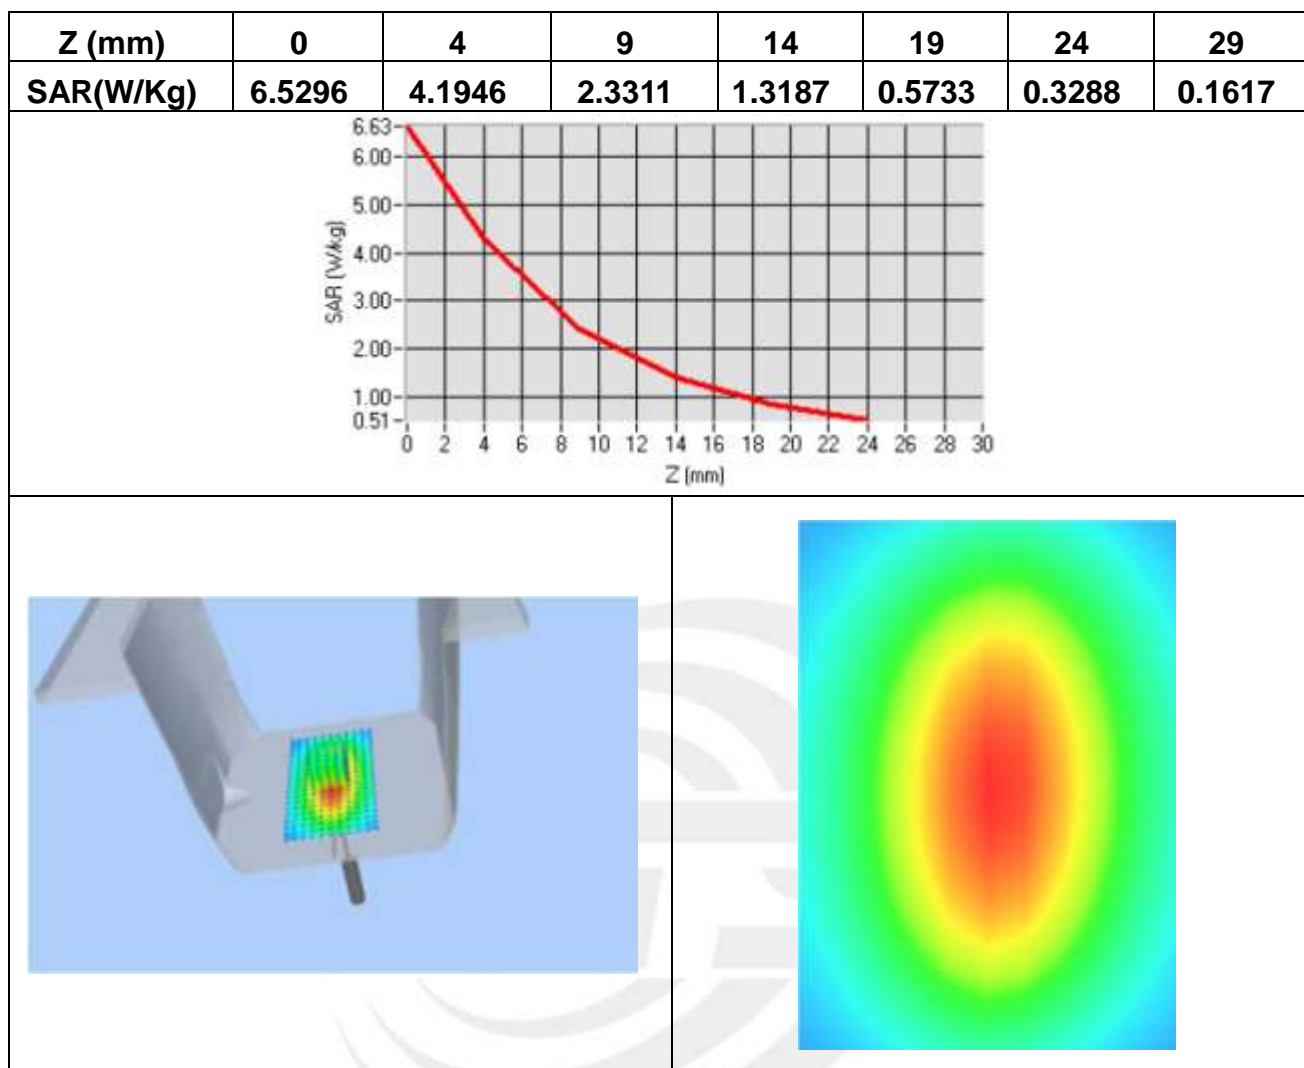 Z (mm) 0 4 9 14 19 24 29
SAR(W/Kg) 6.5296 4.1946 2.3311 1.3187 0.5733 0.3288 0.1617
6.63
6.00
5.00
4.00
3.00
2.00
1.00
0.51
SAR (W/kg)
0 2 4 6 8 10 12 14 16 18 20 22 24 26 28 30
Z (mm)